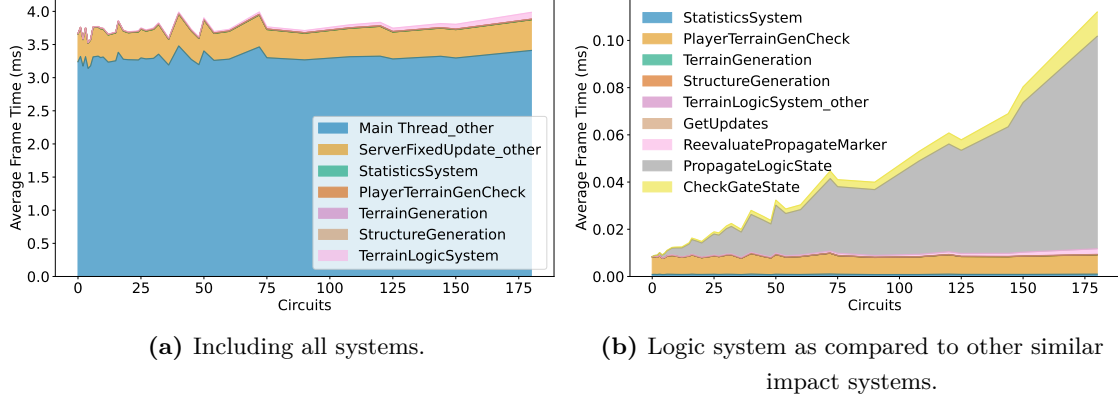 4.0
3.5
3.0
2.5
2.0
1.5
1.0
0.5
0.0
Average Frame Time (ms)
Main Thread_other
ServerFixedUpdate_other
StatisticsSystem
PlayerTerrainGenCheck
TerrainGeneration
StructureGeneration
TerrainLogicSystem
0 25 50 75 100 125 150 175
Circuits
(a) Including all systems.
0.10
0.08
0.06
0.04
0.02
0.00
Average Frame Time (ms)
StatisticsSystem
PlayerTerrainGenCheck
TerrainGeneration
StructureGeneration
TerrainLogicSystem_other
GetUpdates
ReevaluatePropagateMarker
PropagateLogicState
CheckGateState
0 25 50 75 100 125 150 175
Circuits
(b) Logic system as compared to other similar
impact systems.